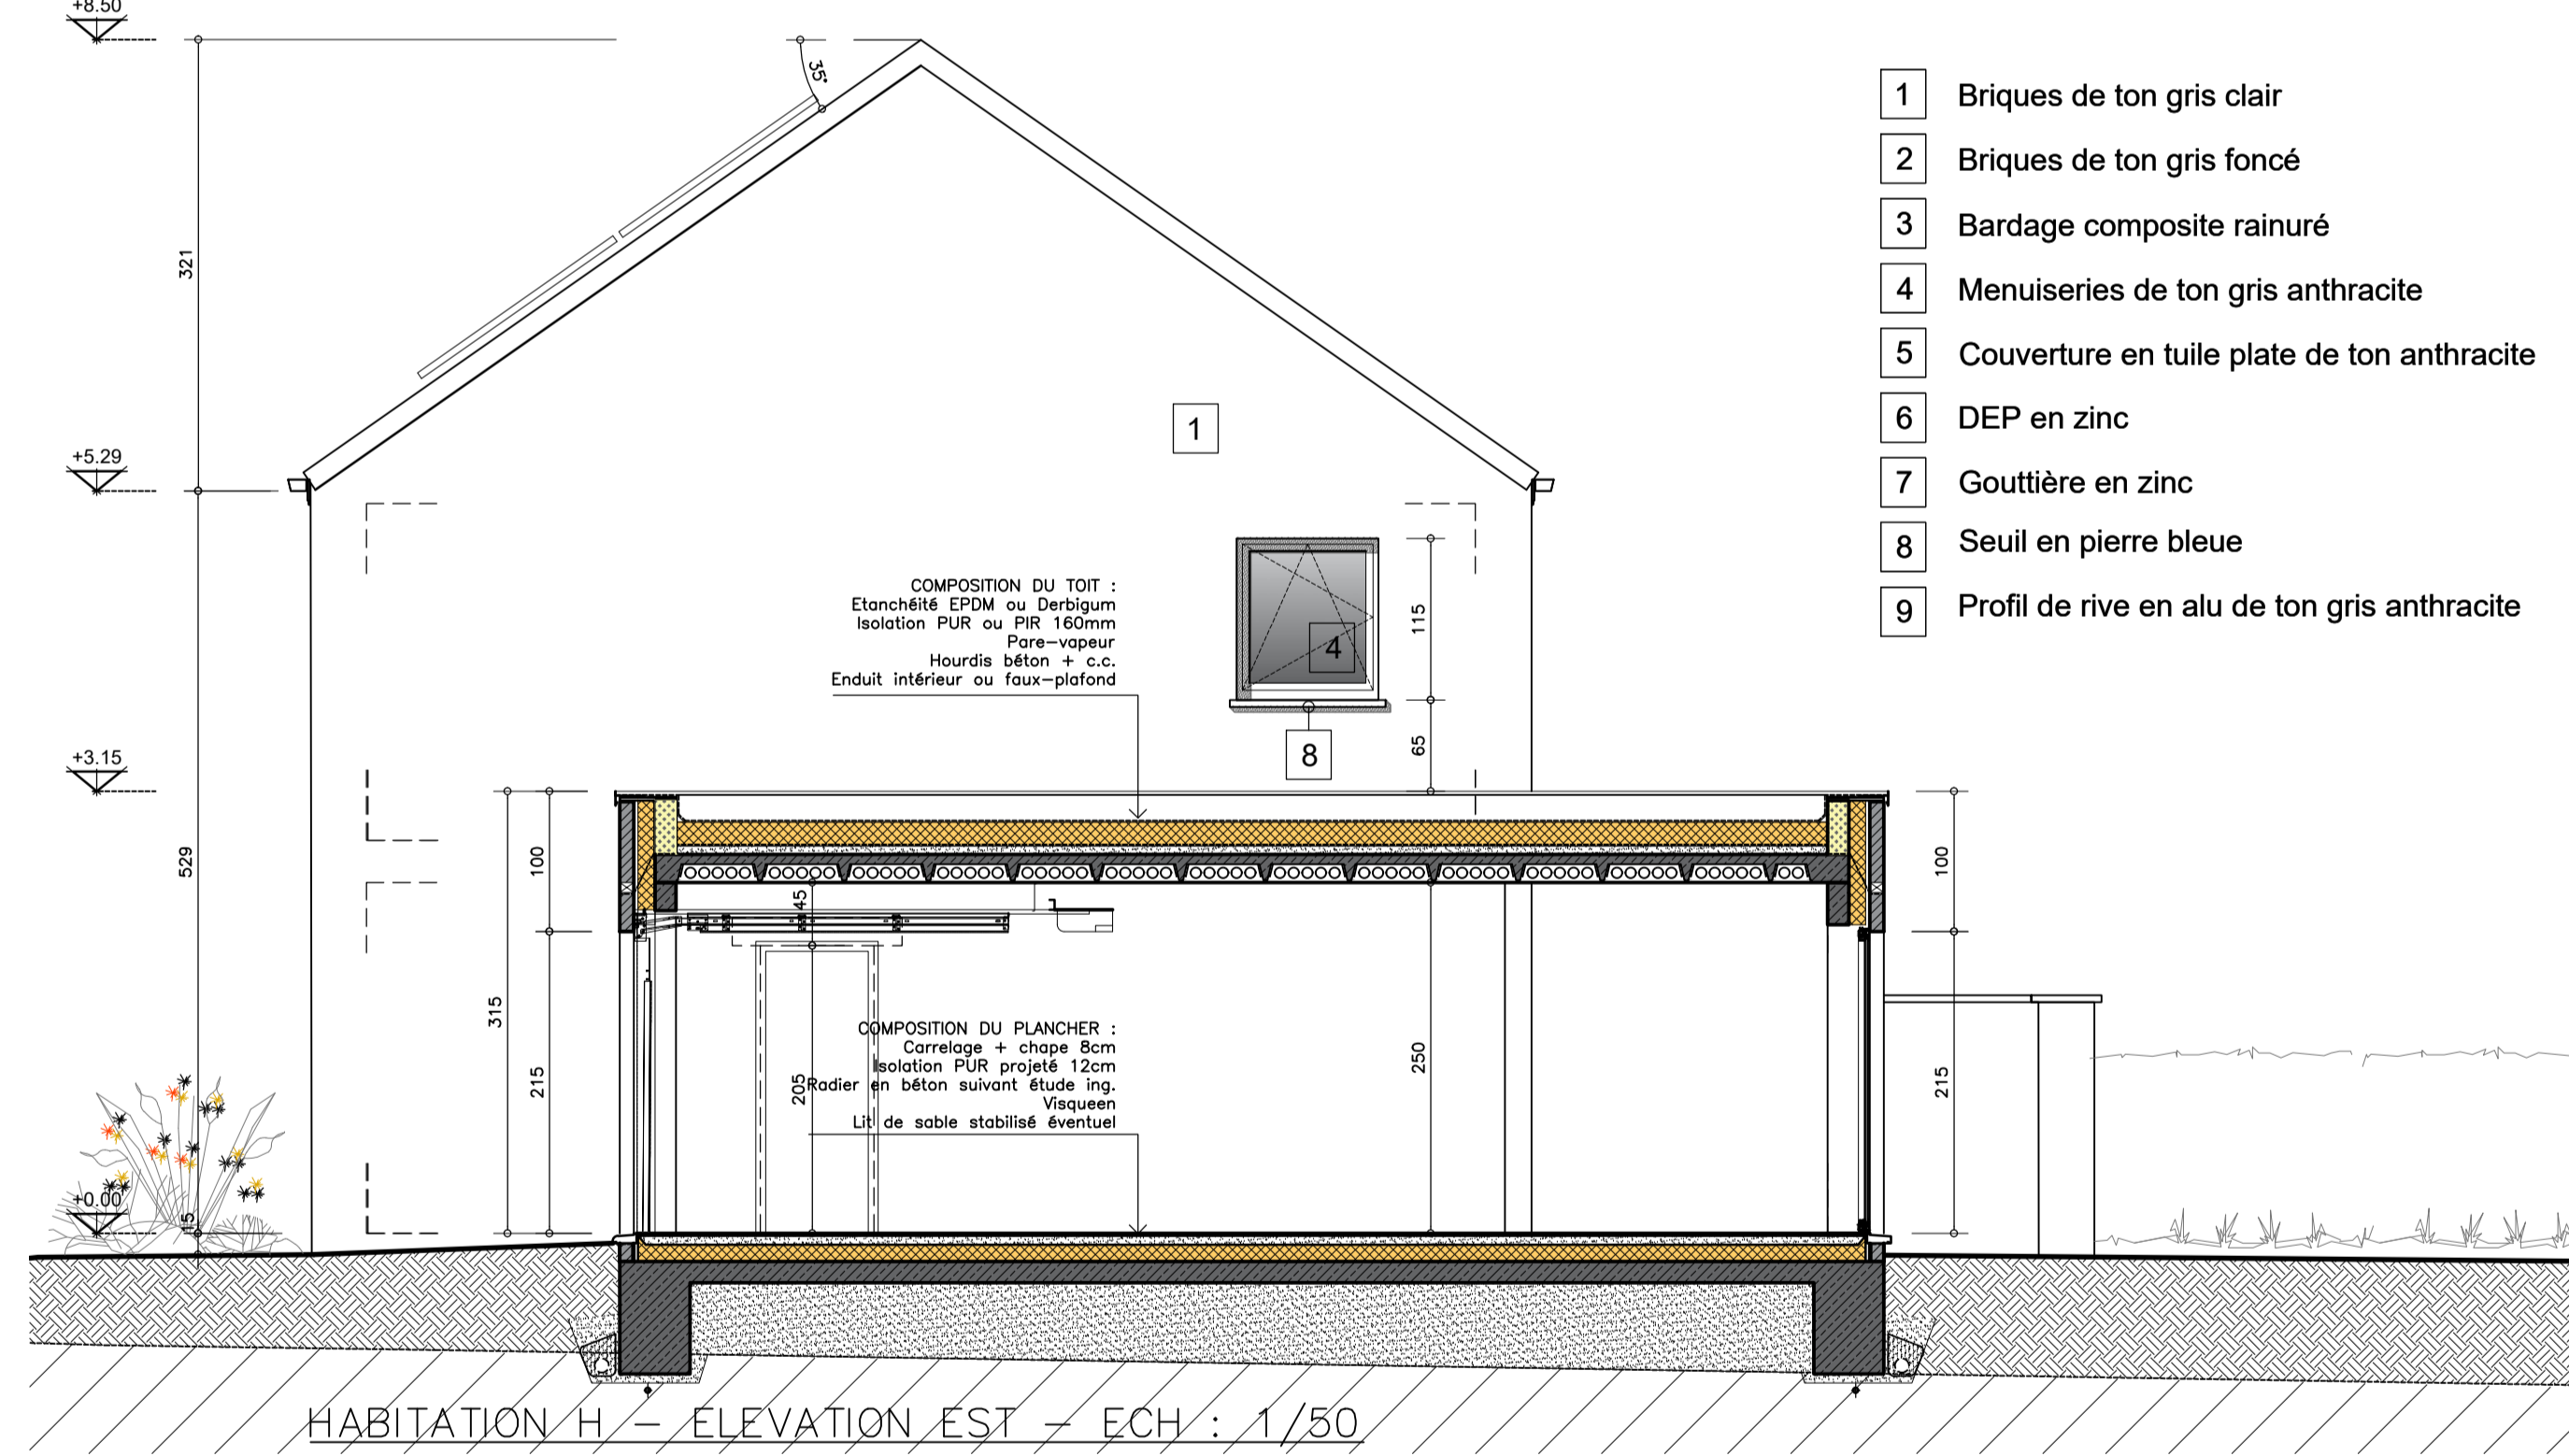 +8.50
35°
321
+5.29
529
+3.15
+0.00
15
1
4
8
115
65
COMPOSITION DU TOIT :
Etanchéité EPDM ou Derbigum
Isolation PUR ou PIR 160mm
Pare-vapeur
Hourdis béton + c.c.
Enduit intérieur ou faux-plafond
315
100
215
45
205
250
100
215
COMPOSITION DU PLANCHER :
Carrelage + chape 8cm
Isolation PUR projeté 12cm
Radier en béton suivant étude ing.
Visqueen
Lit de sable stabilisé éventuel
1 Briques de ton gris clair
2 Briques de ton gris foncé
3 Bardage composite rainuré
4 Menuiseries de ton gris anthracite
5 Couverture en tuile plate de ton anthracite
6 DEP en zinc
7 Gouttière en zinc
8 Seuil en pierre bleue
9 Profil de rive en alu de ton gris anthracite
HABITATION H - ELEVATION EST - ECH : 1/50